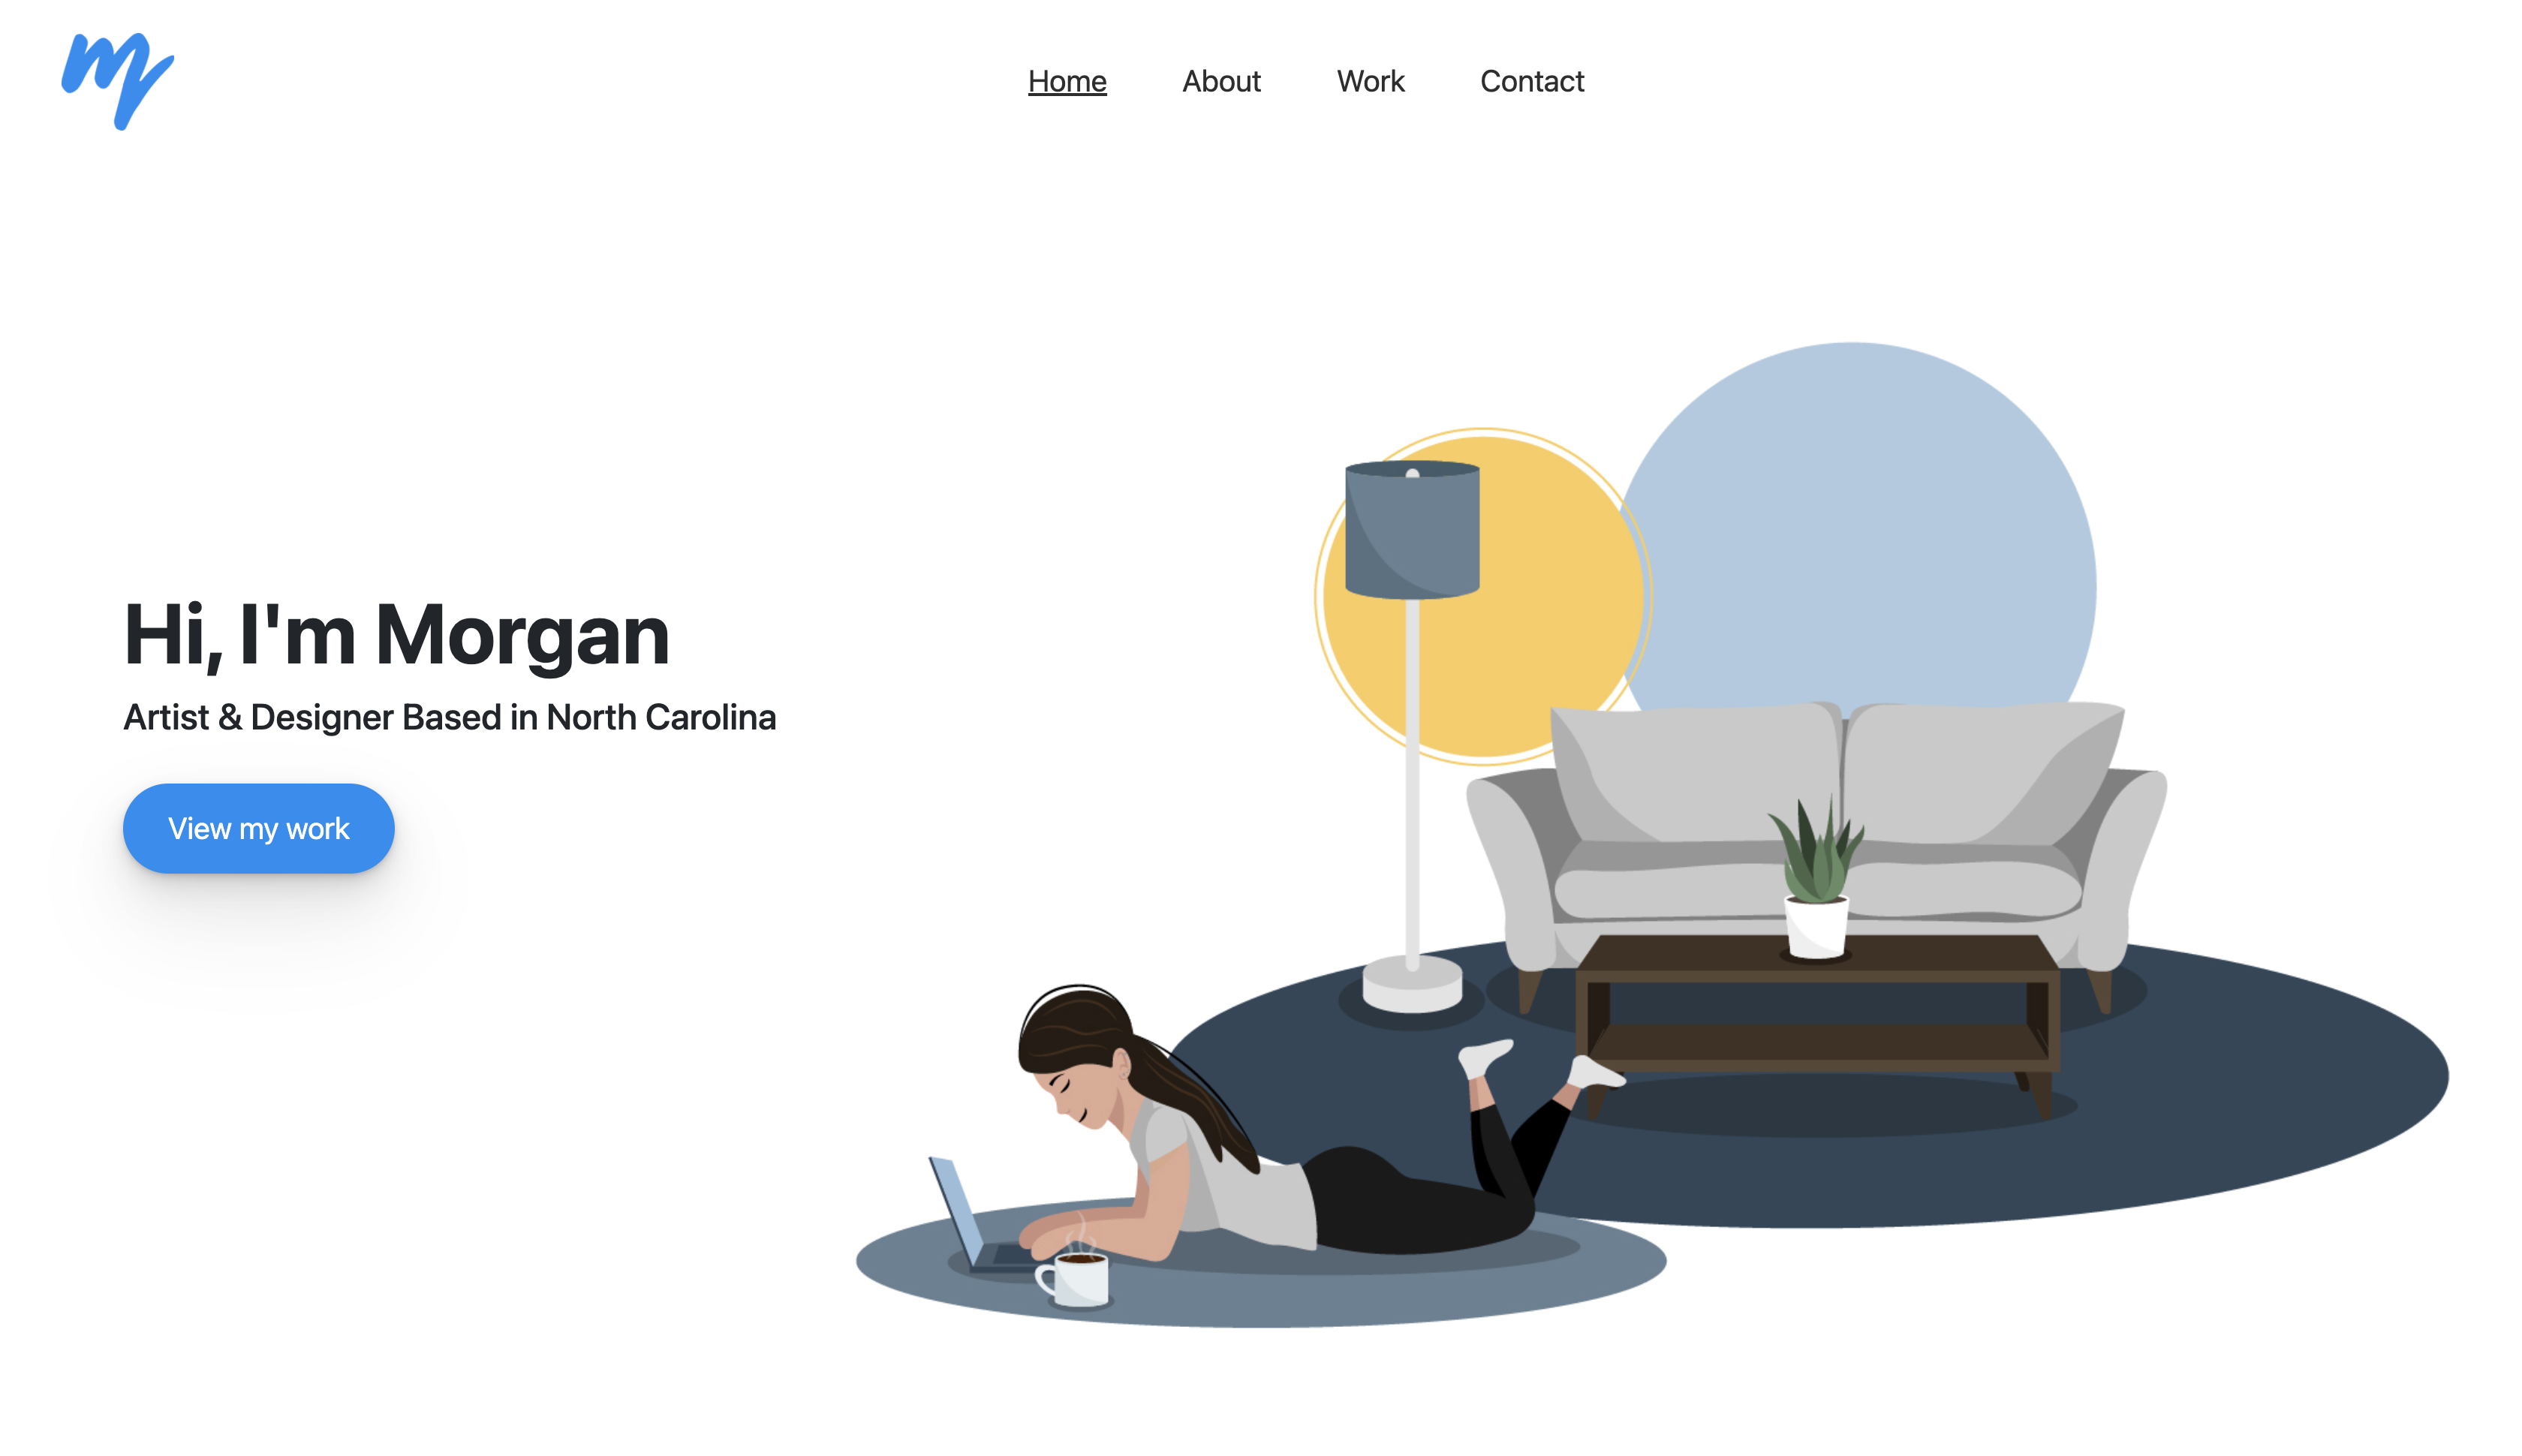 my
Home About Work Contact
Hi, I'm Morgan
Artist & Designer Based in North Carolina
View my work